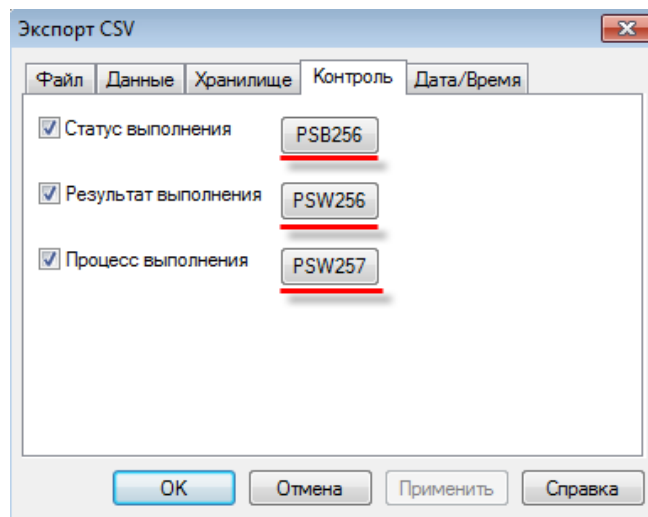 Экспорт CSV
Файл Данные Хранилище Контроль Дата/Время
Статус выполнения PSB256
Результат выполнения PSW256
Процесс выполнения PSW257
OK Отмена Применить Справка